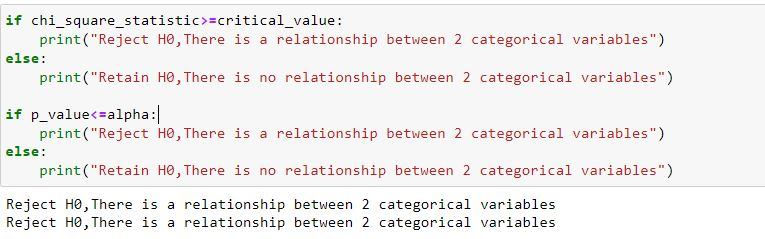 if chi_square_statistic>=critical_value:
    print("Reject H0,There is a relationship between 2 categorical variables")
else:
    print("Retain H0,There is no relationship between 2 categorical variables")
if p_value<=alpha:
    print("Reject H0,There is a relationship between 2 categorical variables")
else:
    print("Retain H0,There is no relationship between 2 categorical variables")
Reject H0,There is a relationship between 2 categorical variables
Reject H0,There is a relationship between 2 categorical variables